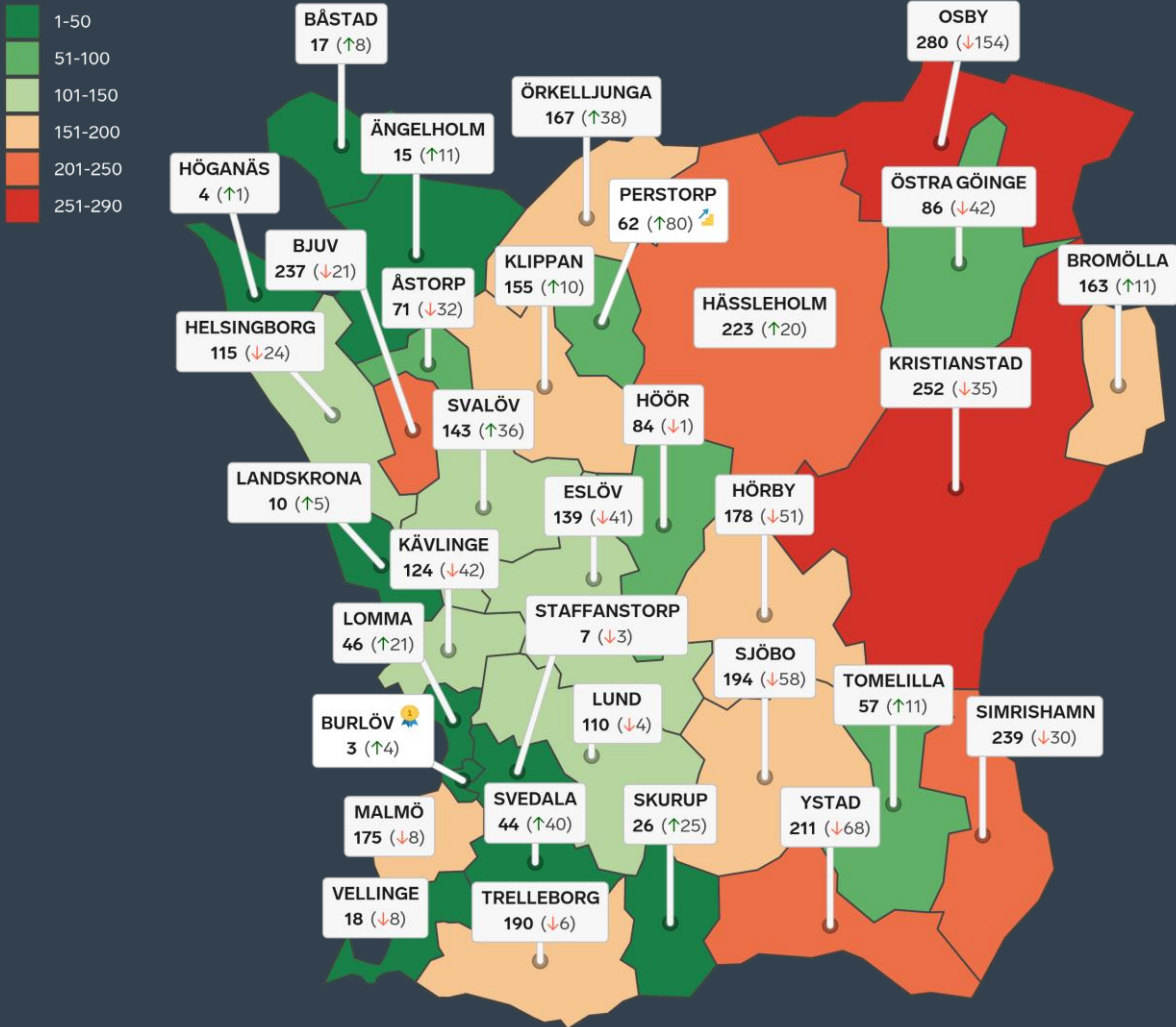 1-50
51-100
101-150
151-200
201-250
251-290
BÅSTAD
17 (↑8)
OSBY
280 (↓154)
ÖRKELLJUNGA
167 (↑38)
ÄNGELHOLM
15 (↑11)
HÖGANÄS
4 (↑1)
PERSTORP
62 (↑80)
ÖSTRA GÖINGE
86 (↓42)
BJUV
237 (↓21)
KLIPPAN
155 (↑10)
BROMÖLLA
163 (↑11)
ÅSTORP
71 (↓32)
HÄSSLEHOLM
223 (↑20)
HELSINGBORG
115 (↓24)
KRISTIANSTAD
252 (↓35)
SVALÖV
143 (↑36)
HÖÖR
84 (↓1)
LANDSKRONA
10 (↑5)
ESLÖV
139 (↓41)
HÖRBY
178 (↓51)
KÄVLINGE
124 (↓42)
LOMMA
46 (↑21)
STAFFANSTORP
7 (↓3)
SJÖBO
194 (↓58)
TOMELILLA
57 (↑11)
LUND
110 (↓4)
SIMRISHAMN
239 (↓30)
BURLÖV 1
3 (↑4)
MALMÖ
175 (↓8)
SVEDALA
44 (↑40)
SKURUP
26 (↑25)
YSTAD
211 (↓68)
VELLINGE
18 (↓8)
TRELLEBORG
190 (↓6)